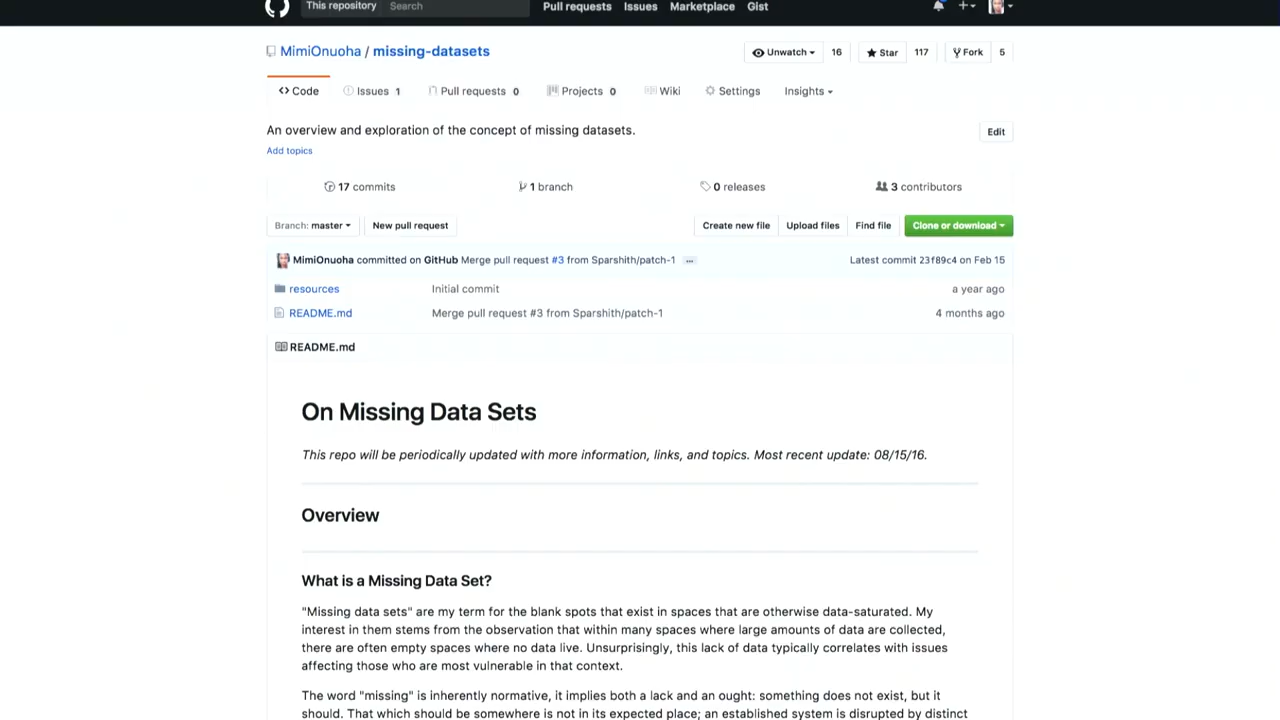 This repository Search Pull requests Issues Marketplace Gist
MimiOnuoha / missing-datasets Unwatch 16 Star 117 Fork 5
Code Issues 1 Pull requests 0 Projects 0 Wiki Settings Insights
An overview and exploration of the concept of missing datasets. Edit
Add topics
17 commits 1 branch 0 releases 3 contributors
Branch: master New pull request Create new file Upload files Find file Clone or download
MimiOnuoha committed on GitHub Merge pull request #3 from Sparshith/patch-1 ... Latest commit 23f89c4 on Feb 15
resources Initial commit a year ago
README.md Merge pull request #3 from Sparshith/patch-1 4 months ago
README.md
On Missing Data Sets
This repo will be periodically updated with more information, links, and topics. Most recent update: 08/15/16.
Overview
What is a Missing Data Set?
"Missing data sets" are my term for the blank spots that exist in spaces that are otherwise data-saturated. My
interest in them stems from the observation that within many spaces where large amounts of data are collected,
there are often empty spaces where no data live. Unsurprisingly, this lack of data typically correlates with issues
affecting those who are most vulnerable in that context.
The word "missing" is inherently normative, it implies both a lack and an ought: something does not exist, but it
should. That which should be somewhere is not in its expected place; an established system is disrupted by distinct